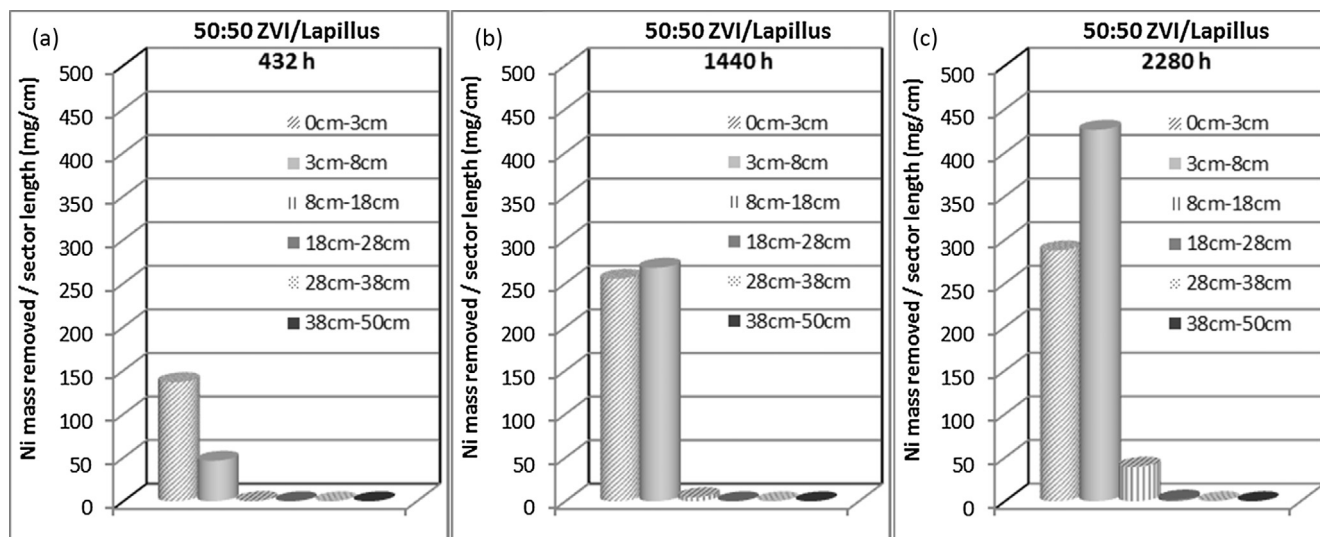 (a)
50:50 ZVI/Lapillus
432 h
Ni mass removed / sector length (mg/cm)
500
450
400
350
300
250
200
150
100
50
0
0cm-3cm
3cm-8cm
8cm-18cm
18cm-28cm
28cm-38cm
38cm-50cm
(b)
50:50 ZVI/Lapillus
1440 h
Ni mass removed / sector length (mg/cm)
500
450
400
350
300
250
200
150
100
50
0
0cm-3cm
3cm-8cm
8cm-18cm
18cm-28cm
28cm-38cm
38cm-50cm
(c)
50:50 ZVI/Lapillus
2280 h
Ni mass removed / sector length (mg/cm)
500
450
400
350
300
250
200
150
100
50
0
0cm-3cm
3cm-8cm
8cm-18cm
18cm-28cm
28cm-38cm
38cm-50cm